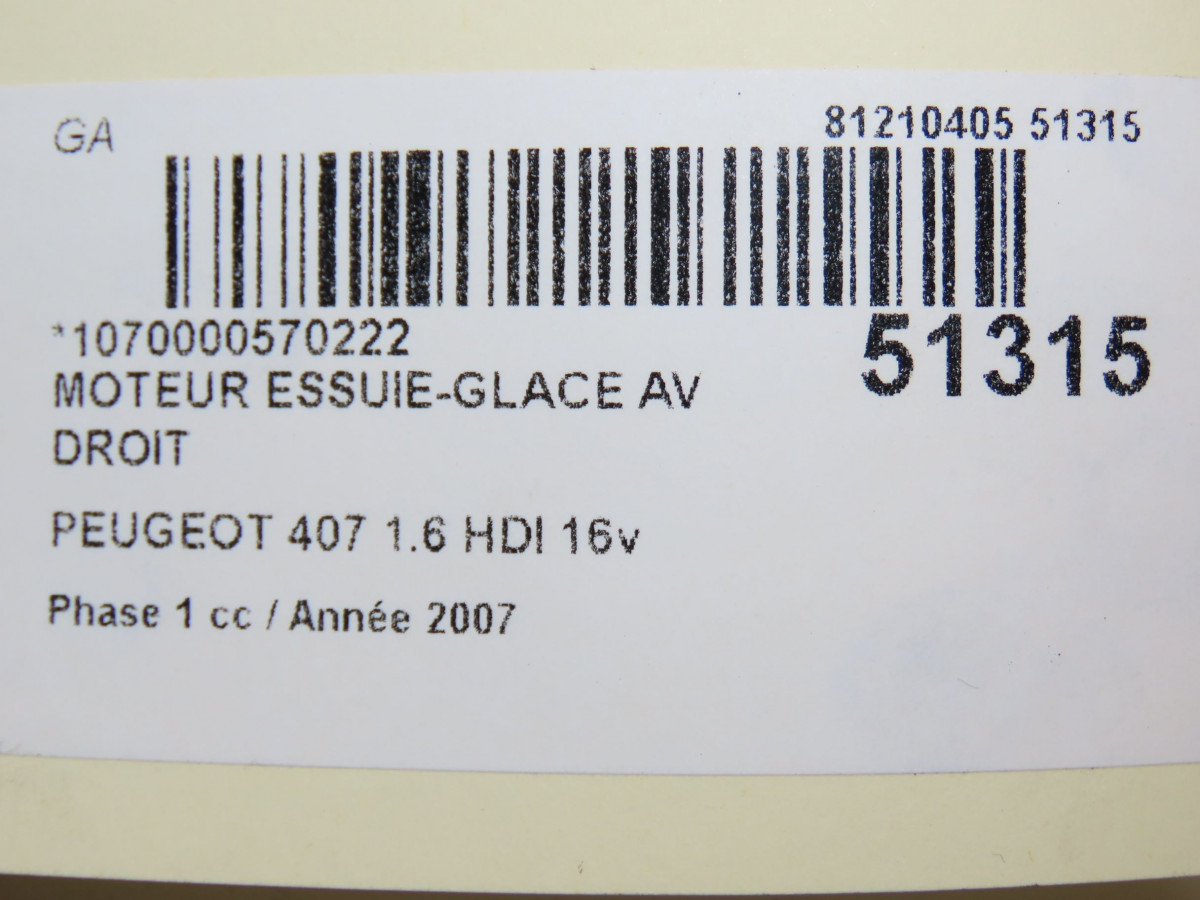 GA
81210405 51315
*1070000570222
51315
MOTEUR ESSUIE-GLACE AV
DROIT
PEUGEOT 407 1.6 HDI 16v
Phase 1 cc / Année 2007